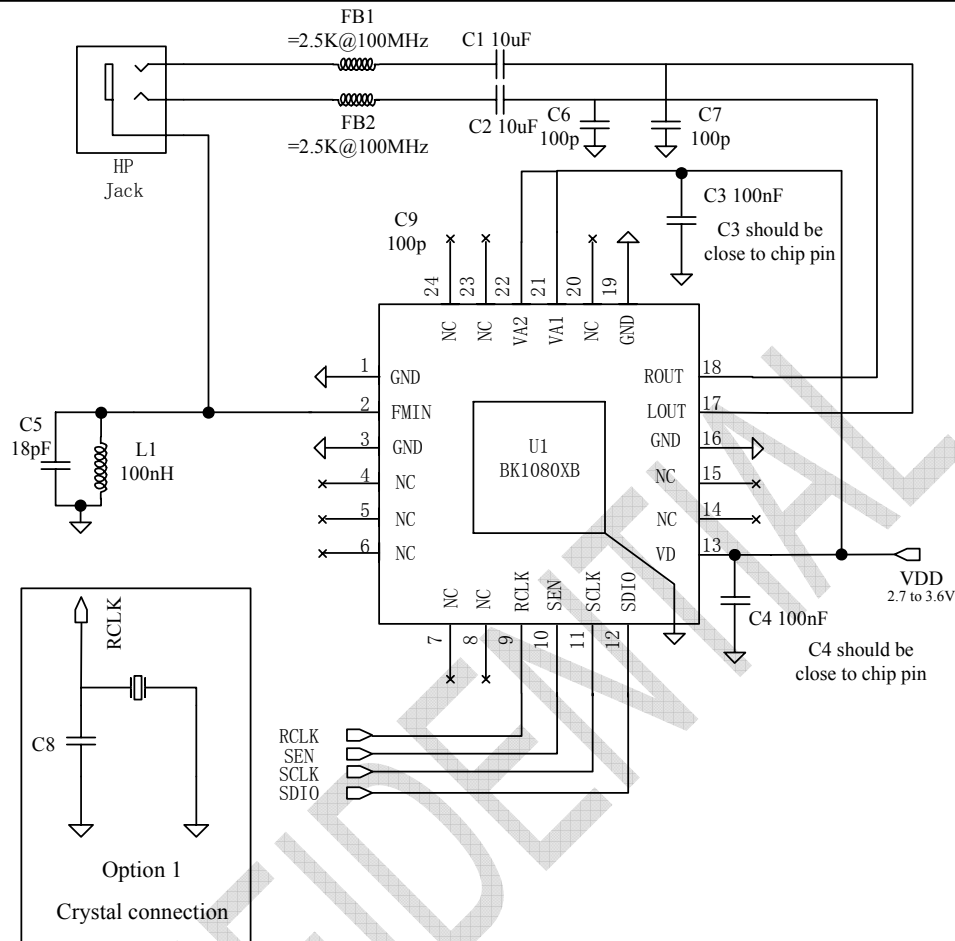 FB1
=2.5K@100MHz
C1 10uF
FB2
=2.5K@100MHz
C2 10uF
C6
100p
C7
100p
HP
Jack
C3 100nF
C3 should be
close to chip pin
C9
100p
24
23
22
21
20
19
NC
NC
VA2
VA1
NC
GND
1
GND
2
FMIN
3
GND
4
NC
5
NC
6
NC
ROUT
18
LOUT
17
GND
16
NC
15
NC
14
VD
13
U1
BK1080XB
C5
18pF
L1
100nH
NC
NC
RCLK
SEN
SCLK
SDIO
7
8
9
10
11
12
VDD
2.7 to 3.6V
C4 100nF
C4 should be
close to chip pin
RCLK
SEN
SCLK
SDIO
RCLK
C8
Option 1
Crystal connection
FIDENTIAL